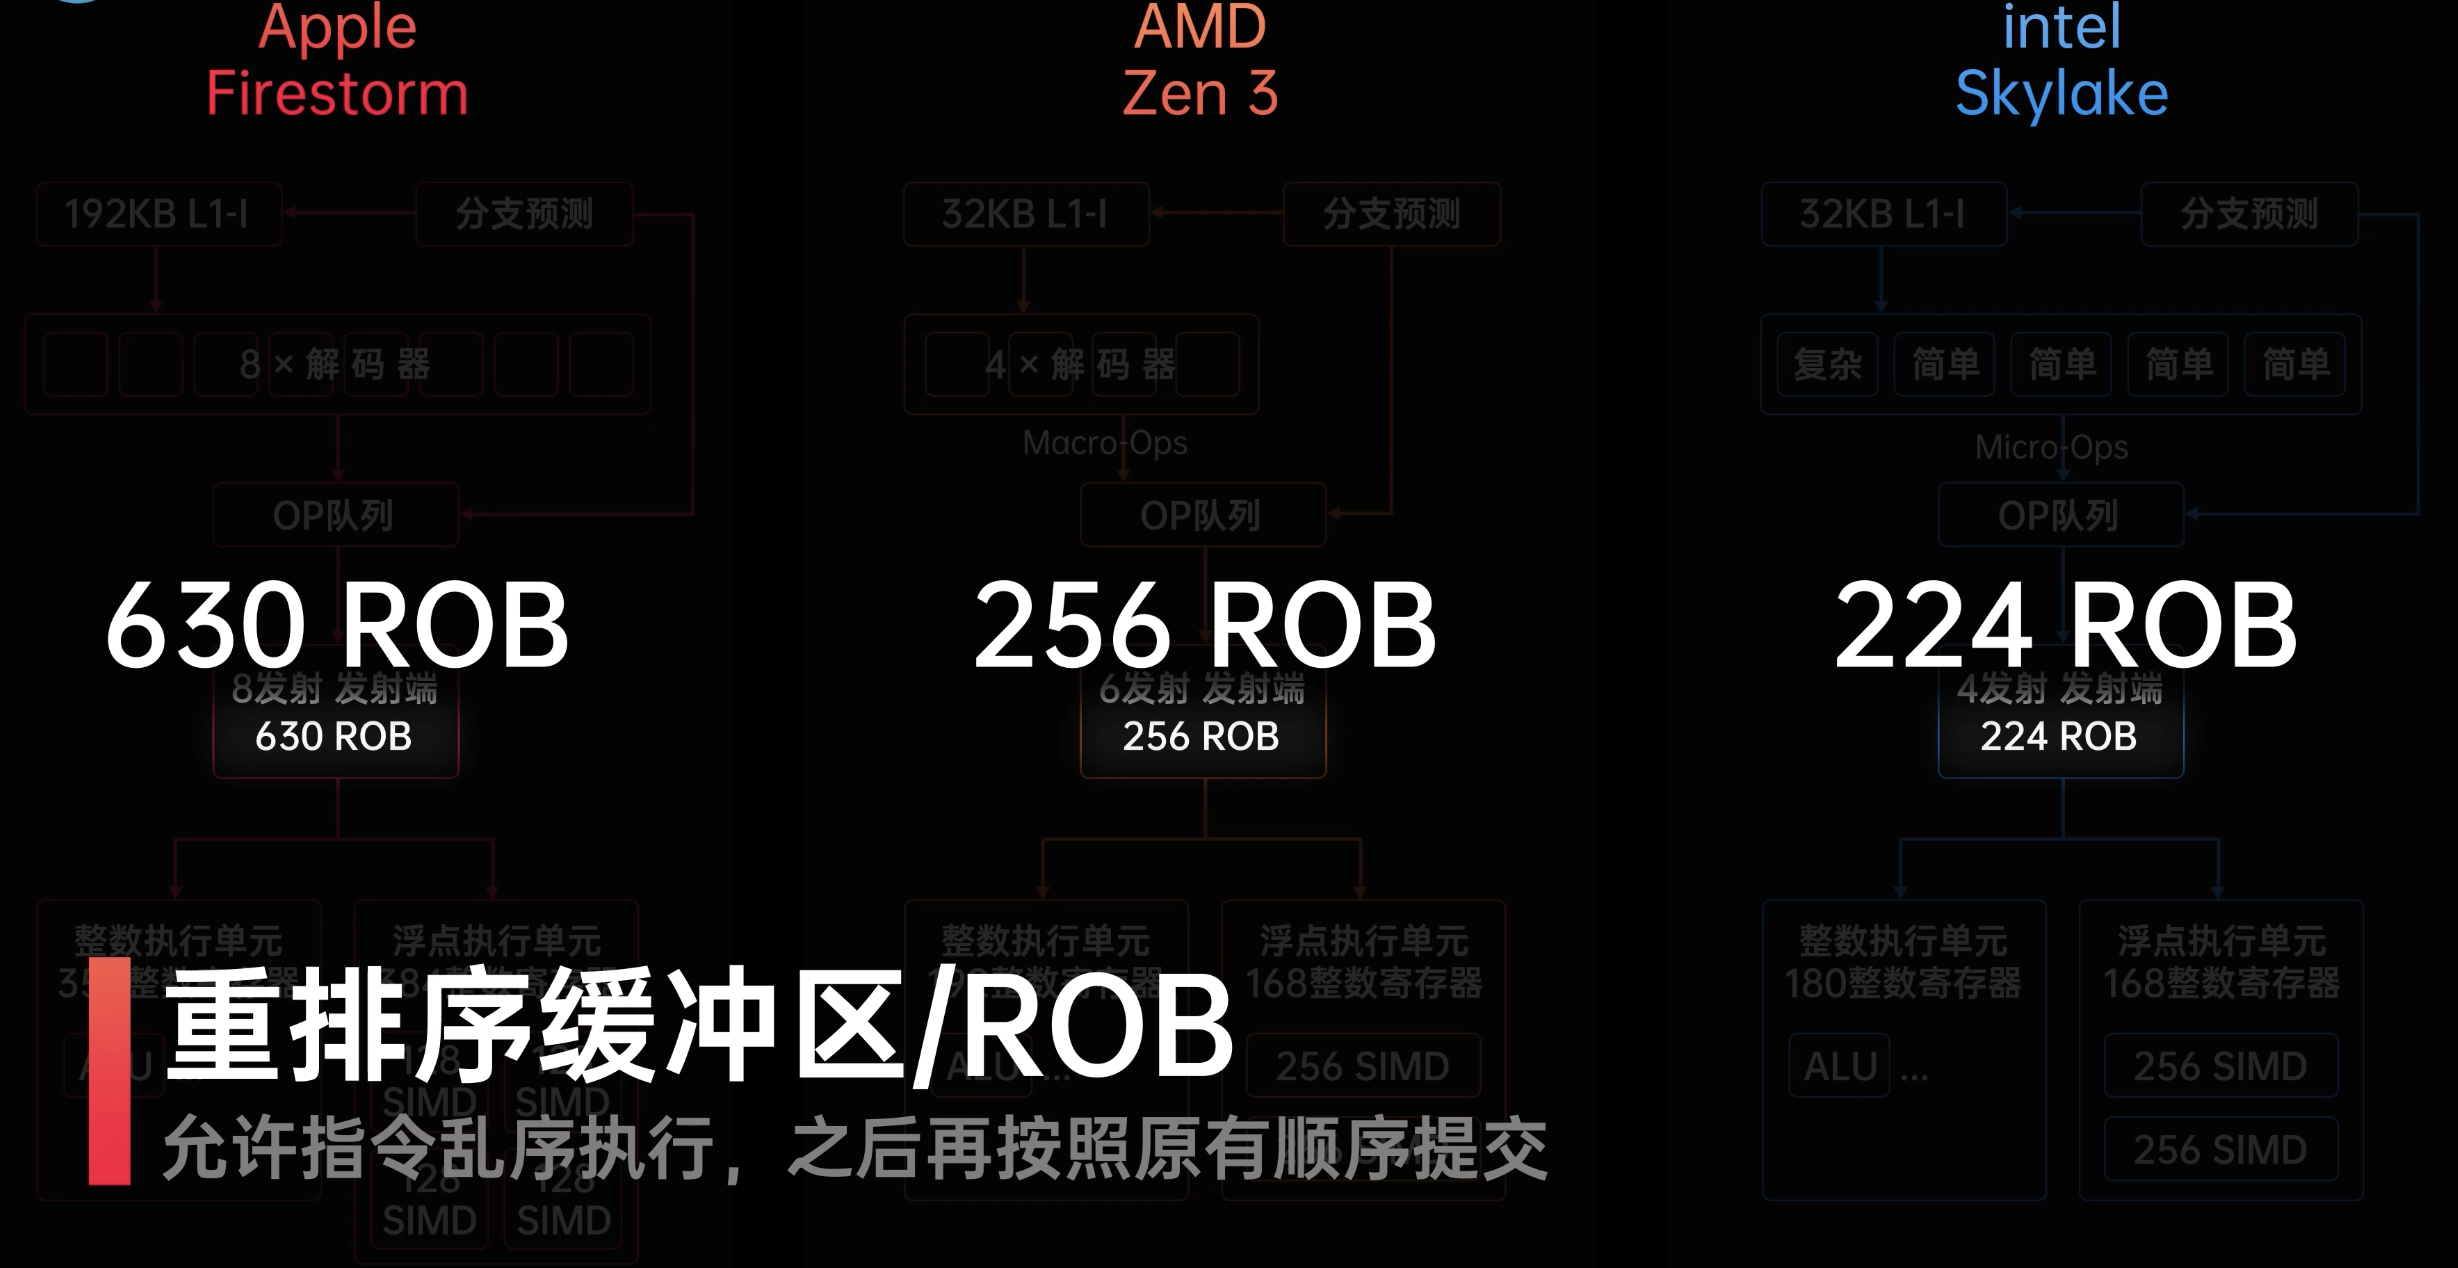 Apple
Firestorm
192KB L1-I
分支预测
8×解码器
OP队列
630 ROB
8发射 发射端
630 ROB
整数执行单元
浮点执行单元
128
SIMD
128
SIMD
128
SIMD
128
SIMD
AMD
Zen 3
32KB L1-I
分支预测
4×解码器
Macro-Ops
OP队列
256 ROB
6发射 发射端
256 ROB
整数执行单元
浮点执行单元
168整数寄存器
ALU ...
256 SIMD
intel
Skylake
32KB L1-I
分支预测
复杂
简单
简单
简单
简单
Micro-Ops
OP队列
224 ROB
4发射 发射端
224 ROB
整数执行单元
180整数寄存器
ALU ...
浮点执行单元
168整数寄存器
256 SIMD
256 SIMD
重排序缓冲区/ROB
允许指令乱序执行，之后再按照原有顺序提交